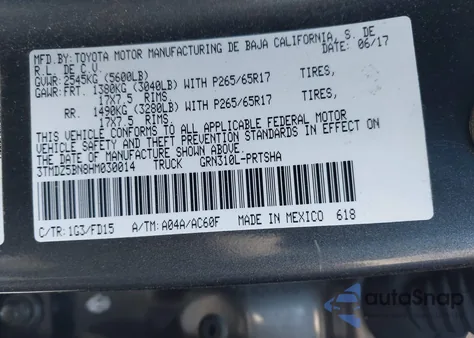 MFD.BY: TOYOTA MOTOR MANUFACTURING DE BAJA CALIFORNIA, S. DE
R.L. DE C.V. DATE: 06/17
GVWR: 2545KG (5600LB)
GAWR: FRT. 1380KG (3040LB) WITH P265/65R17 TIRES,
17X7.5 RIMS.
RR. 1490KG (3280LB) WITH P265/65R17 TIRES,
17X7.5 RIMS.
THIS VEHICLE CONFORMS TO ALL APPLICABLE FEDERAL MOTOR
VEHICLE SAFETY AND THEFT PREVENTION STANDARDS IN EFFECT ON
THE DATE OF MANUFACTURE SHOWN ABOVE.
3TMDZ5BN8HM030014 TRUCK GRN310L-PRTSHA
C/TR: 1G3/FD15 A/TM: A04A/AC60F MADE IN MEXICO 618
autoSnap